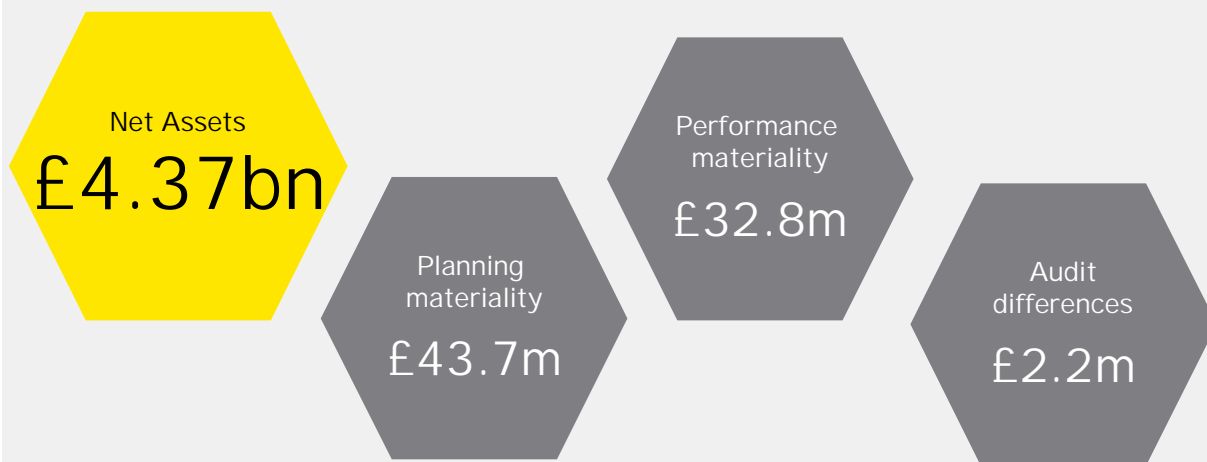 Net Assets
£4.37bn
Planning
materiality
£43.7m
Performance
materiality
£32.8m
Audit
differences
£2.2m